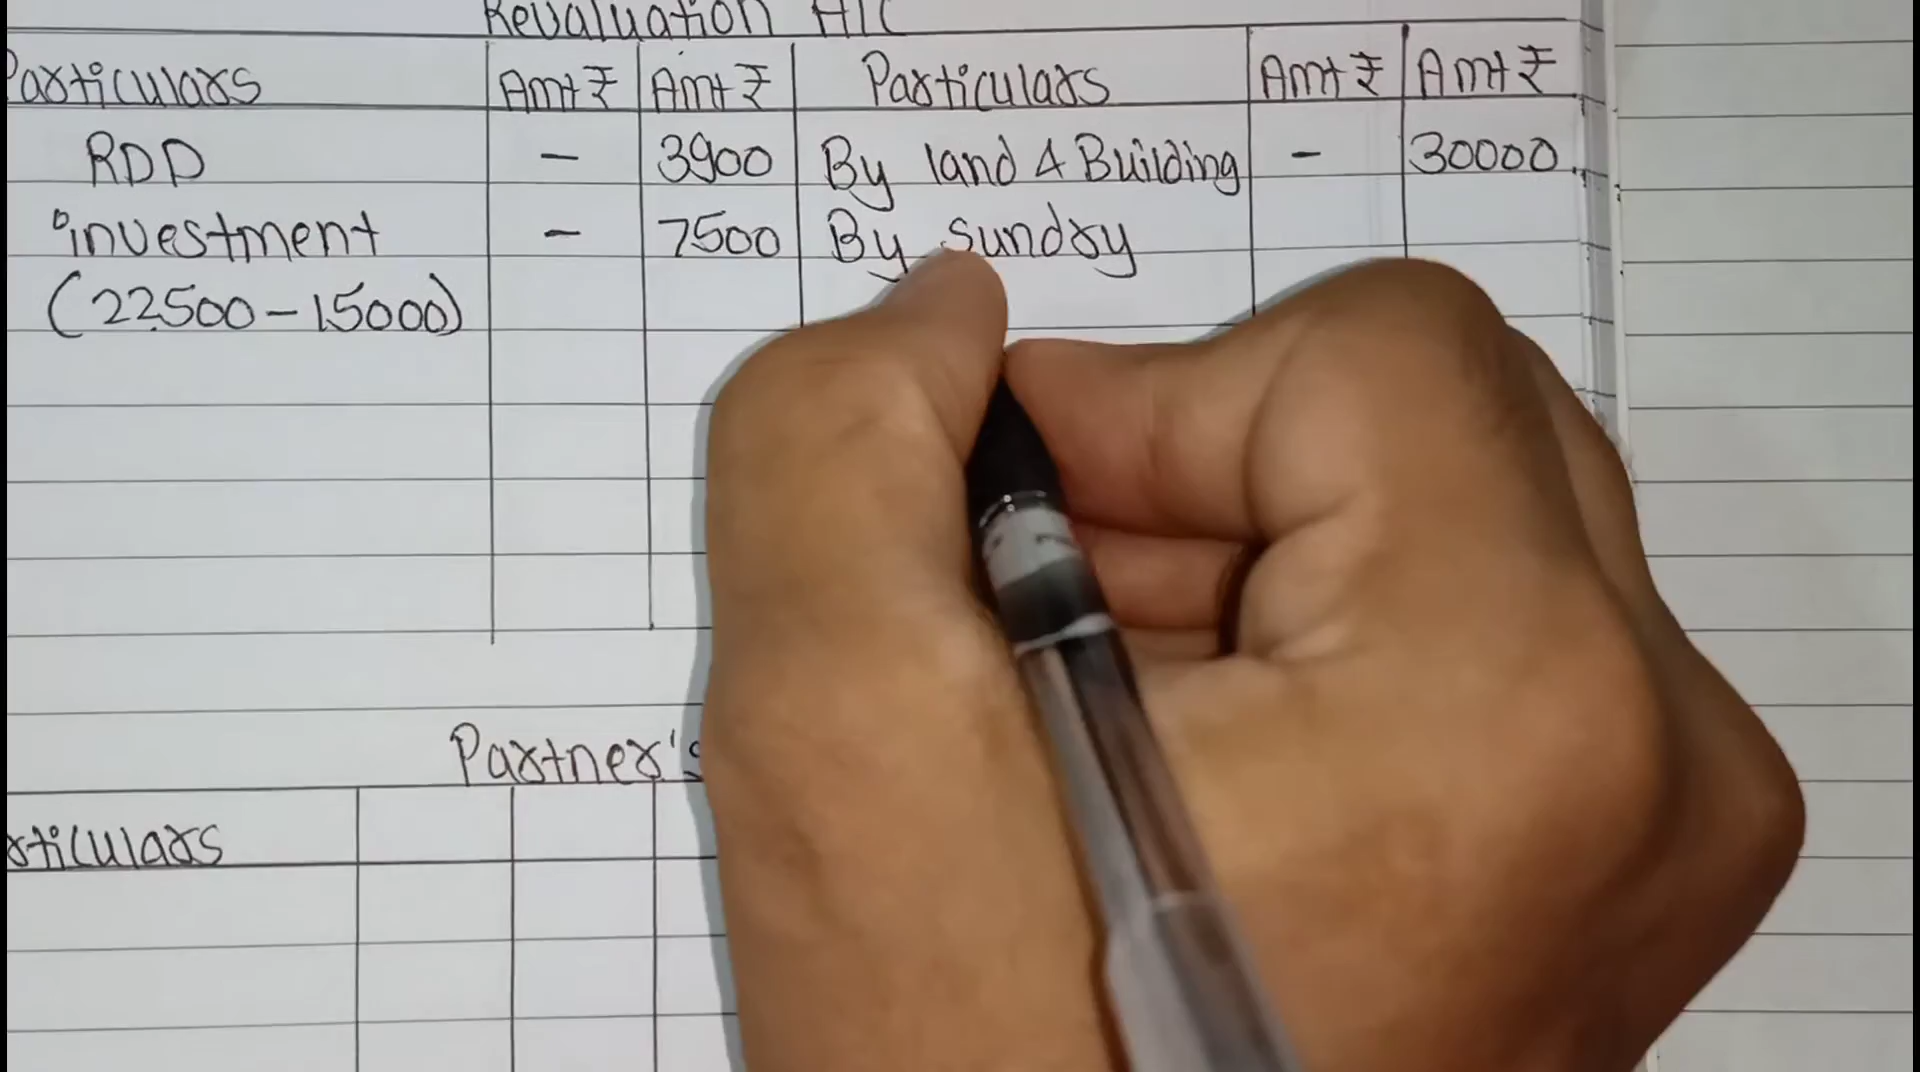 Revaluation A/C
Particulars Amt ₹ Amt ₹ Particulars Amt ₹ Amt ₹
RDD - 3900 By land & Building - 30000
investment - 7500 By sundry
(22500-15000)
Partner's
rticulars